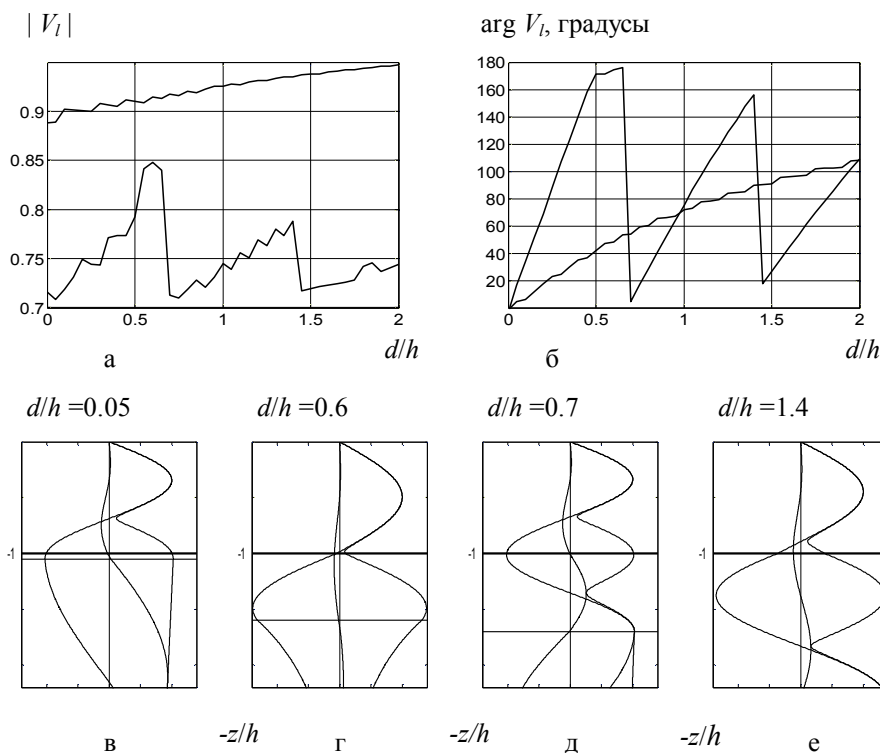 | V_l |
arg V_l, градусы
0.9
0.85
0.8
0.75
0.7
0 0.5 1 1.5 2
а
d/h
180
160
140
120
100
80
60
40
20
0 0.5 1 1.5 2
б
d/h
d/h =0.05
d/h =0.6
d/h =0.7
d/h =1.4
-1
-1
-1
-1
в
-z/h
г
-z/h
д
-z/h
е